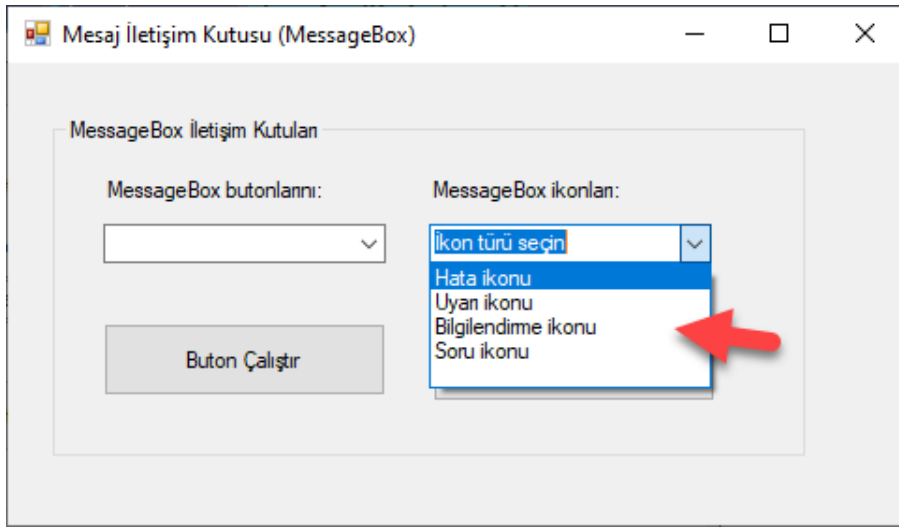 Mesaj İletişim Kutusu (MessageBox)
MessageBox İletişim Kutuları
MessageBox butonlarını:
MessageBox ikonları:
İkon türü seçin
Hata ikonu
Uyarı ikonu
Bilgilendirme ikonu
Soru ikonu
Buton Çalıştır